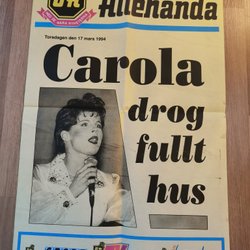 Allehanda
Torsdagen den 17 mars 1994
Carola
drog
fullt
hus